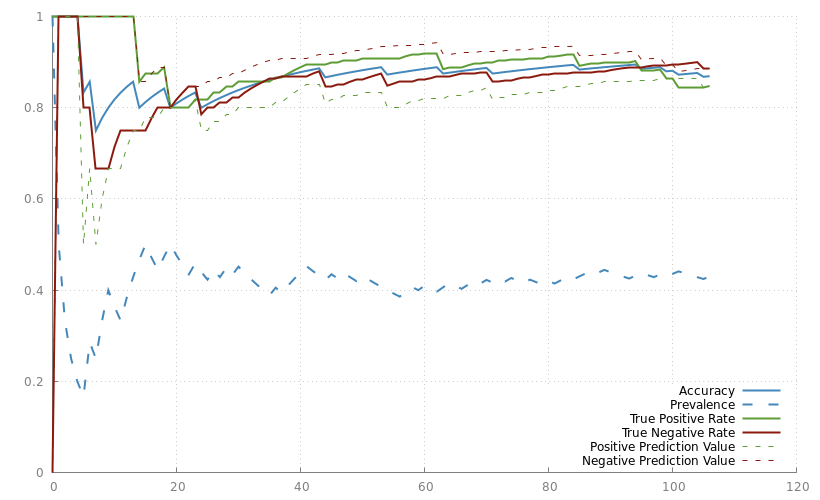 1
0.8
0.6
0.4
0.2
0
0 20 40 60 80 100 120
Accuracy
Prevalence
True Positive Rate
True Negative Rate
Positive Prediction Value
Negative Prediction Value